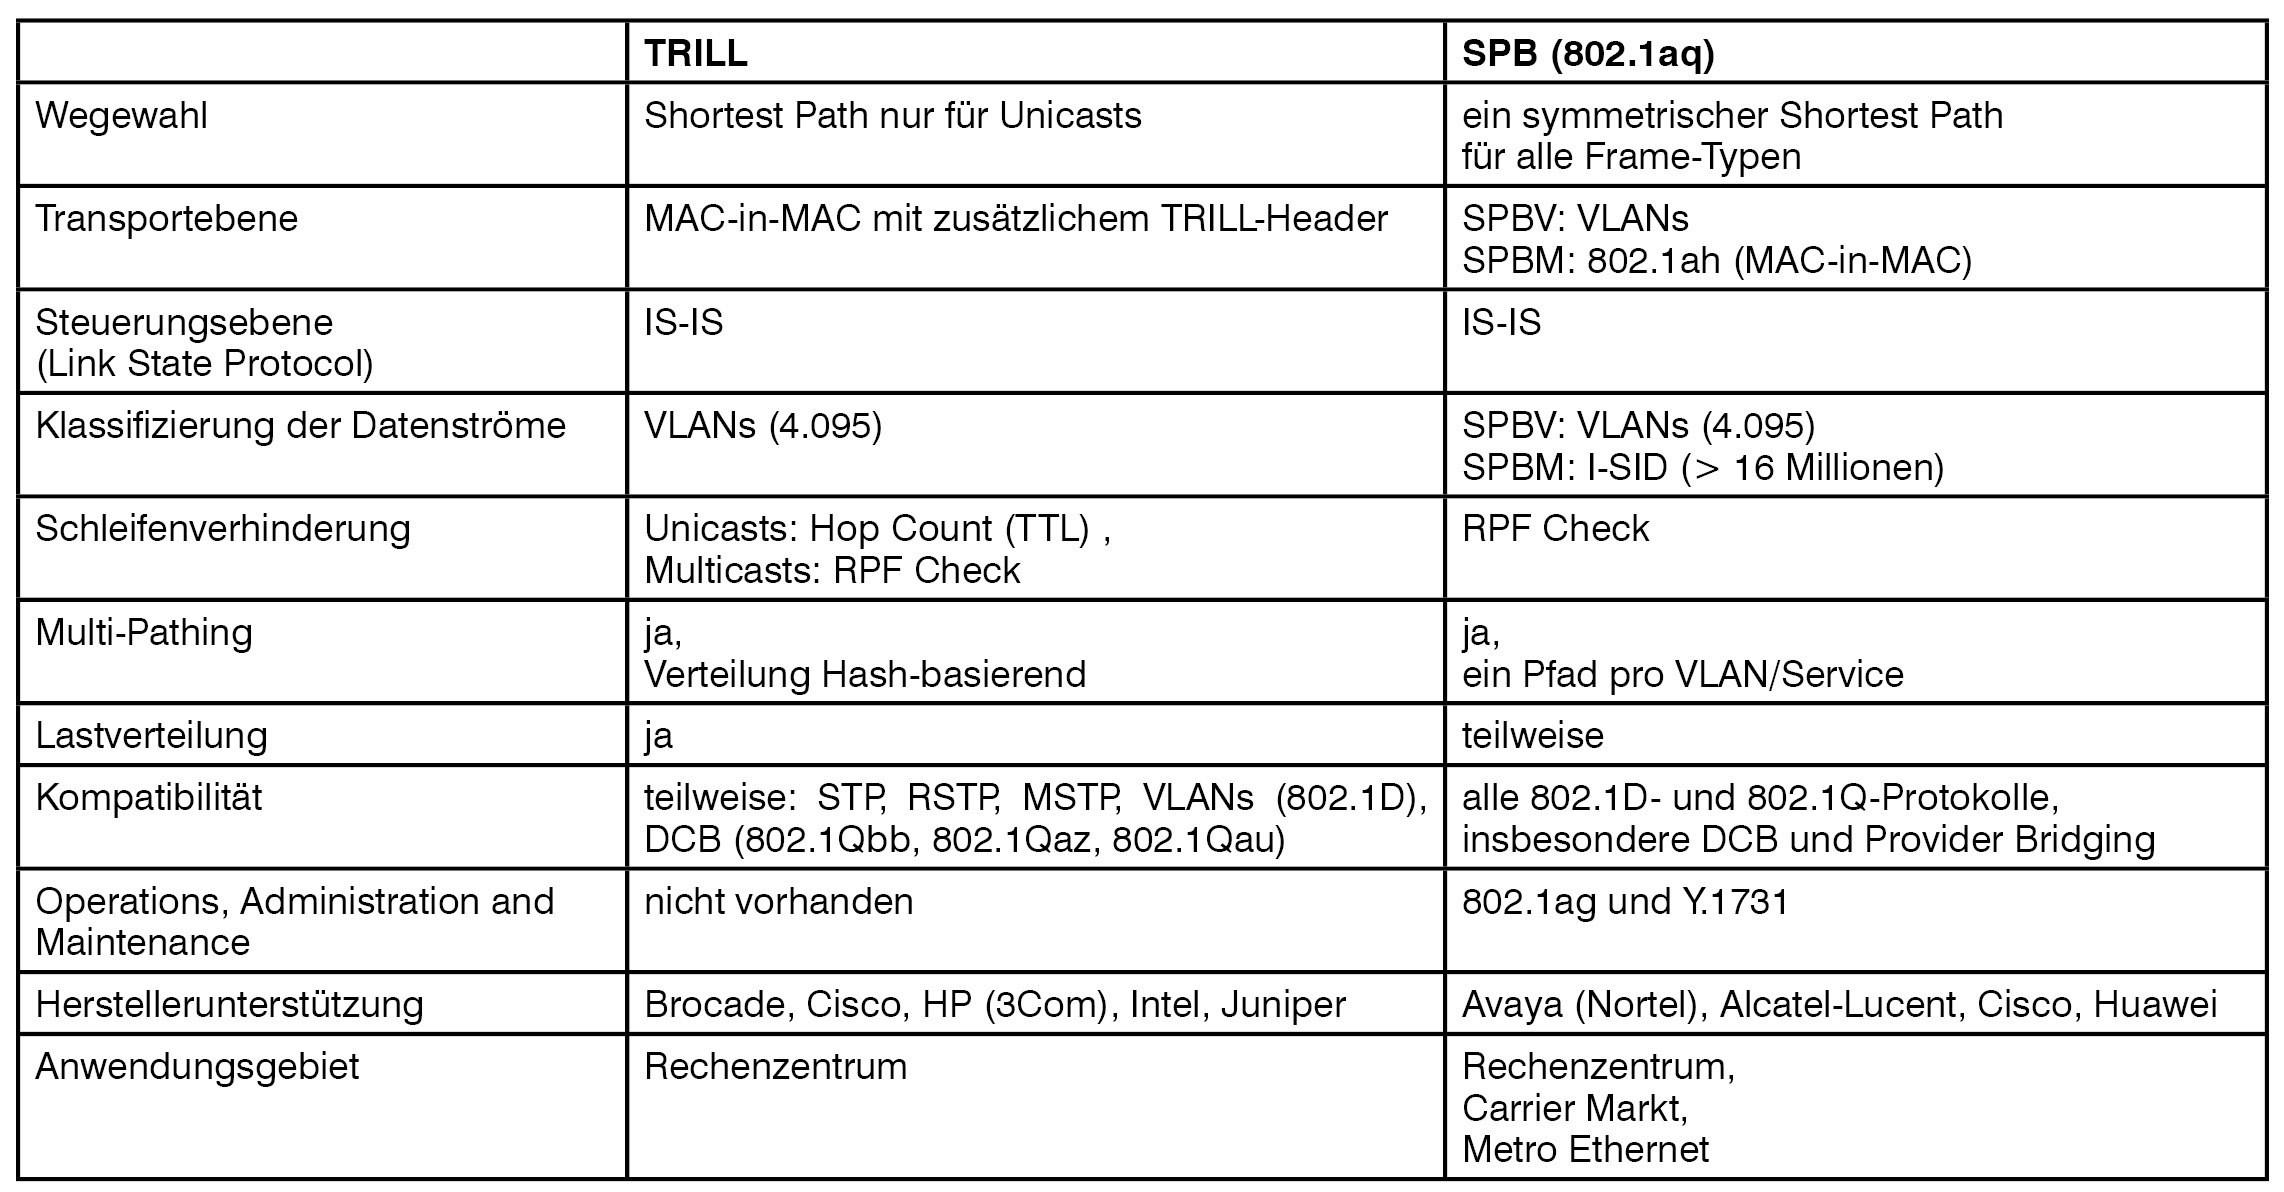 TRILL
SPB (802.1aq)
Wegewahl
Shortest Path nur für Unicasts
ein symmetrischer Shortest Path
für alle Frame-Typen
Transportebene
MAC-in-MAC mit zusätzlichem TRILL-Header
SPBV: VLANs
SPBM: 802.1ah (MAC-in-MAC)
Steuerungsebene
(Link State Protocol)
IS-IS
IS-IS
Klassifizierung der Datenströme
VLANs (4.095)
SPBV: VLANs (4.095)
SPBM: I-SID (> 16 Millionen)
Schleifenverhinderung
Unicasts: Hop Count (TTL) ,
Multicasts: RPF Check
RPF Check
Multi-Pathing
ja,
Verteilung Hash-basierend
ja,
ein Pfad pro VLAN/Service
Lastverteilung
ja
teilweise
Kompatibilität
teilweise: STP, RSTP, MSTP, VLANs (802.1D),
DCB (802.1Qbb, 802.1Qaz, 802.1Qau)
alle 802.1D- und 802.1Q-Protokolle,
insbesondere DCB und Provider Bridging
Operations, Administration and
Maintenance
nicht vorhanden
802.1ag und Y.1731
Herstellerunterstützung
Brocade, Cisco, HP (3Com), Intel, Juniper
Avaya (Nortel), Alcatel-Lucent, Cisco, Huawei
Anwendungsgebiet
Rechenzentrum
Rechenzentrum,
Carrier Markt,
Metro Ethernet